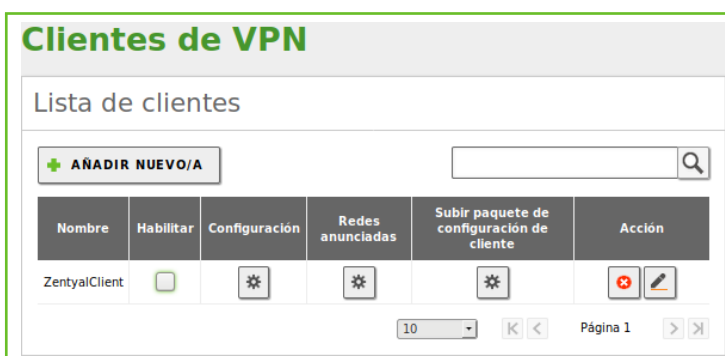 Clientes de VPN
Lista de clientes
AÑADIR NUEVO/A
Nombre
Habilitar
Configuración
Redes
anunciadas
Subir paquete de
configuración de
cliente
Acción
ZentyalClient
10
Página 1